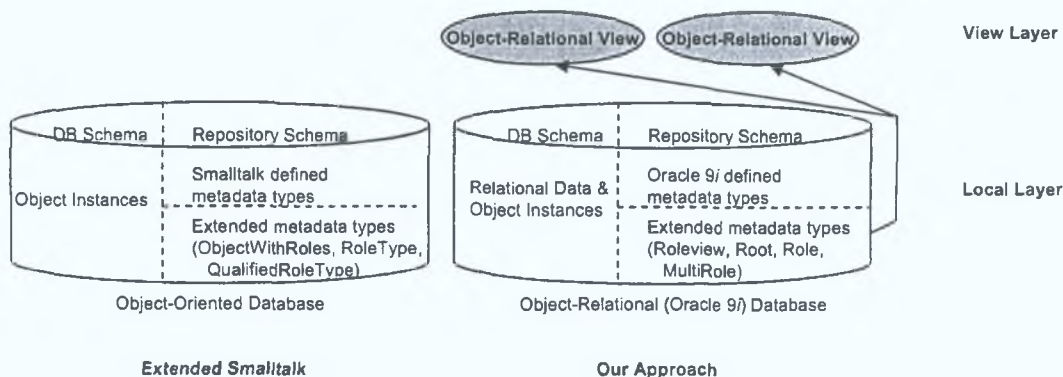 Object-Relational View Object-Relational View View Layer
DB Schema Repository Schema DB Schema Repository Schema
Object Instances
Smalltalk defined
metadata types
Extended metadata types
(ObjectWithRoles, RoleType,
QualifiedRoleType)
Relational Data &
Object Instances
Oracle 9i defined
metadata types
Extended metadata types
(Roleview, Root, Role,
MultiRole)
Local Layer
Object-Oriented Database Object-Relational (Oracle 9i) Database
Extended Smalltalk Our Approach